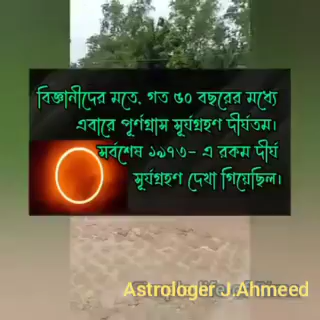 বিজ্ঞানীদের মতে, গত ৫০ বছরের মধ্যে
এবারে পূর্ণগ্রাস সূর্যগ্রহণ দীর্ঘতম।
সর্বশেষ ১৯৭৩- এ রকম দীর্ঘ
সূর্যগ্রহণ দেখা গিয়েছিল।
Astrologer J.Ahmeed